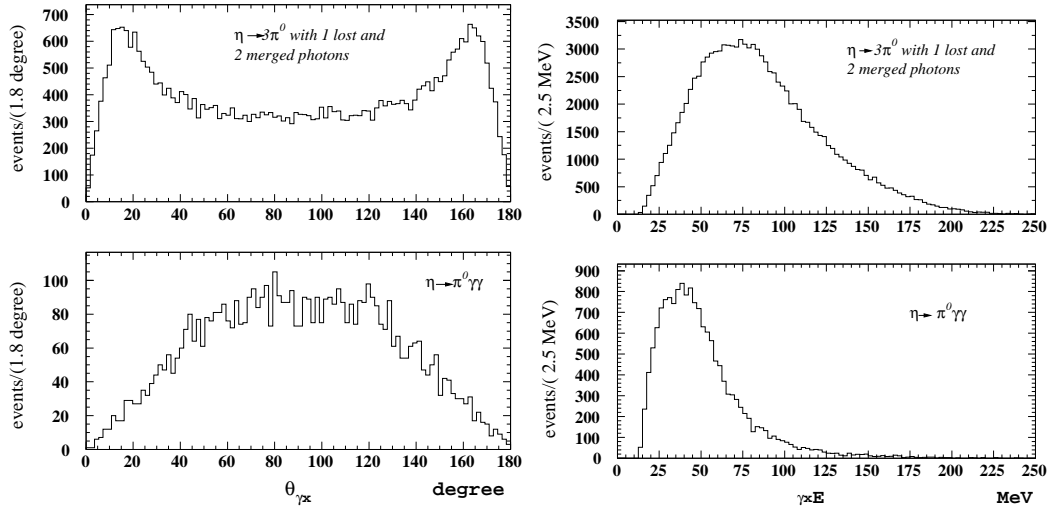 events/(1.8 degree)
700
600
500
400
300
200
100
0
η→3π⁰ with 1 lost and
2 merged photons
0 20 40 60 80 100 120 140 160 180
events/( 2.5 MeV)
3500
3000
2500
2000
1500
1000
500
0
η→3π⁰ with 1 lost and
2 merged photons
0 25 50 75 100 125 150 175 200 225 250
events/(1.8 degree)
100
80
60
40
20
0
η→π⁰γγ
0 20 40 60 80 100 120 140 160 180
θγx degree
events/( 2.5 MeV)
900
800
700
600
500
400
300
200
100
0
η→ π⁰γγ
0 25 50 75 100 125 150 175 200 225 250
γxE MeV